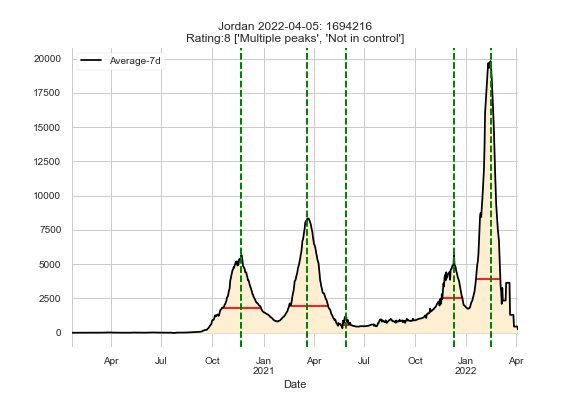 Jordan 2022-04-05: 1694216
Rating:8 ['Multiple peaks', 'Not in control']
Average-7d
20000
17500
15000
12500
10000
7500
5000
2500
0
Apr Jul Oct Jan Apr Jul Oct Jan Apr
2021 2022
Date